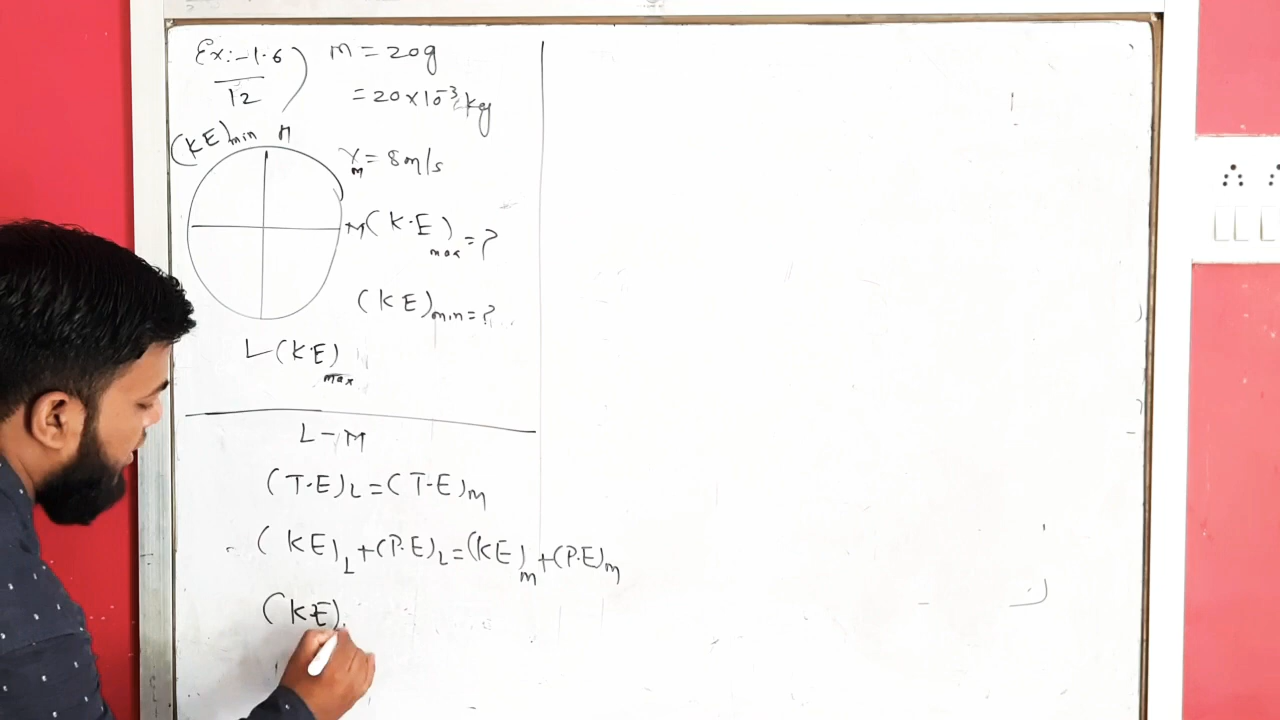 Ex:-1.6
12
m = 20g
= 20×10⁻³ kg
(KE)min H
Vm = 8m/s
M (K.E)max = ?
(KE)min = ?
L (K.E)max
L - M
(T.E)L = (T.E)m
(KE)L + (P.E)L = (KE)m + (P.E)m
(KE)